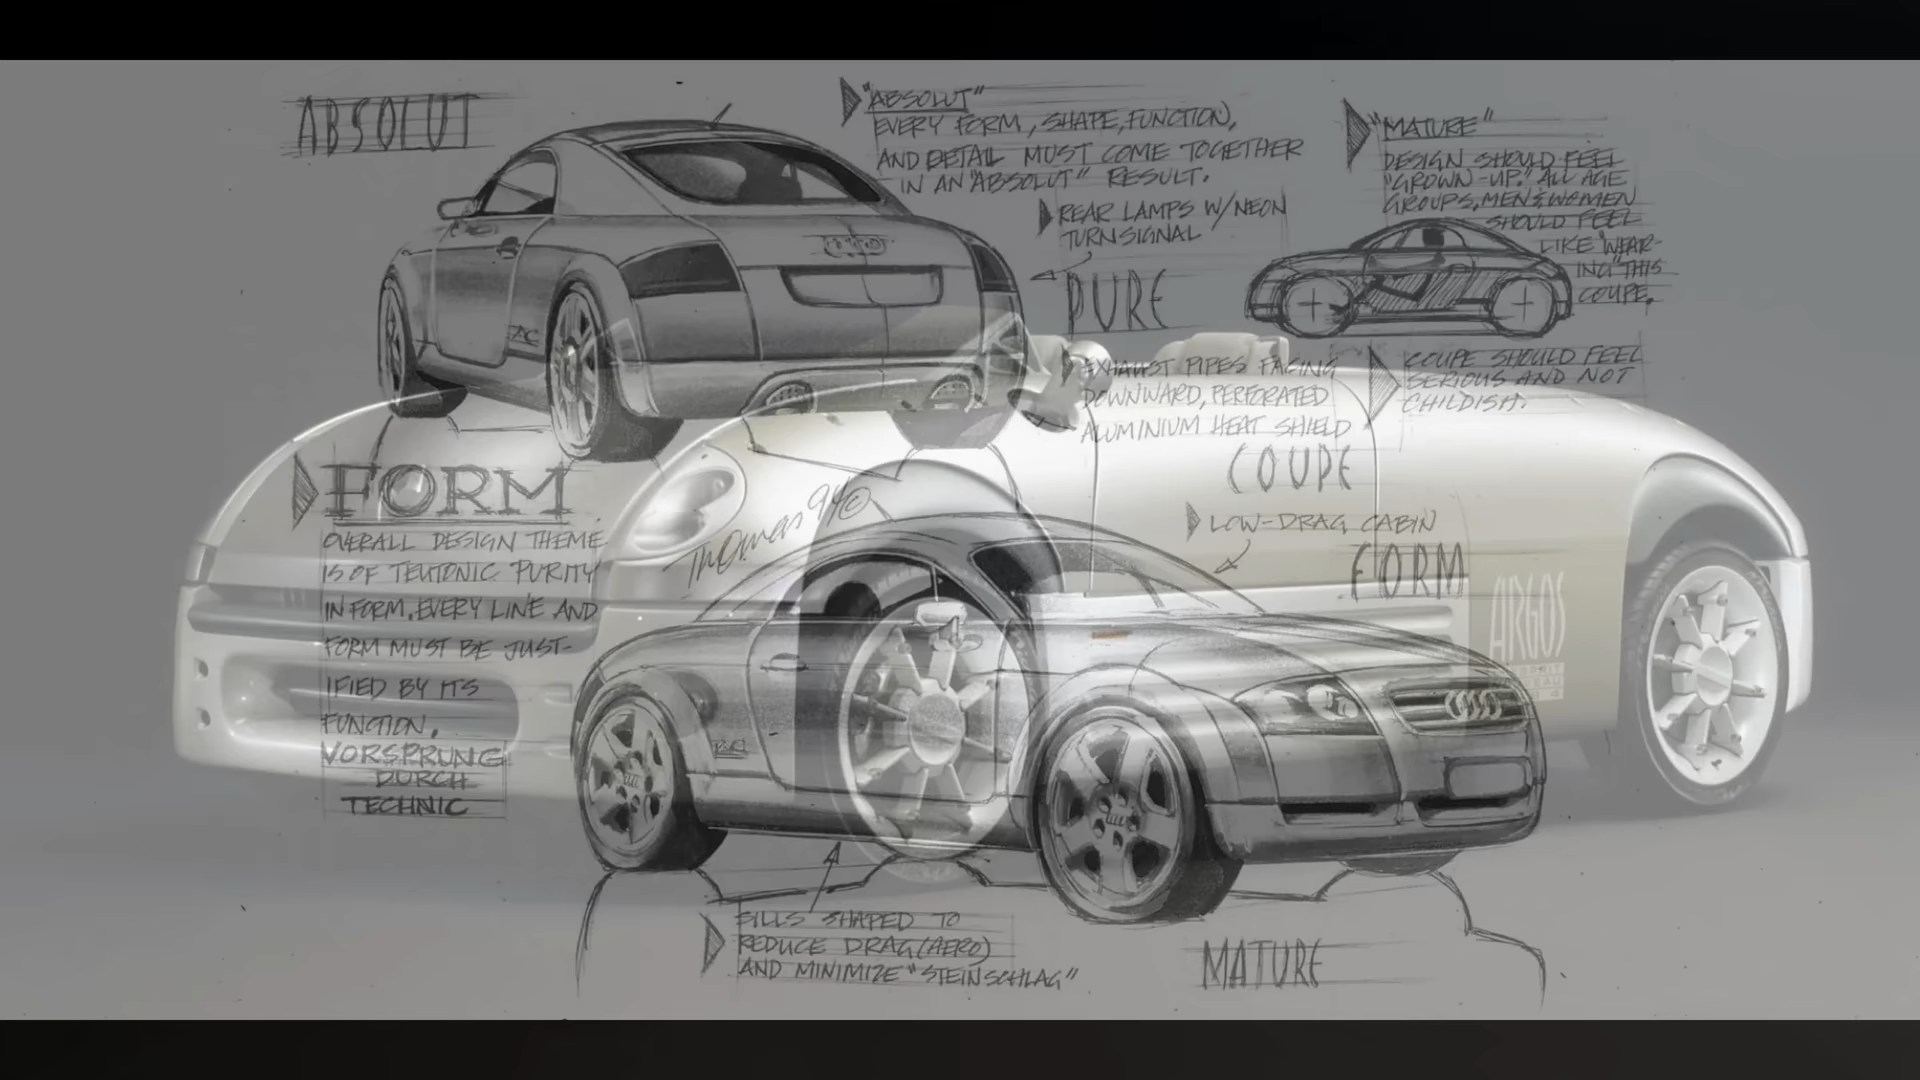 ABSOLUT
"ABSOLUT"
EVERY FORM, SHAPE, FUNCTION,
AND DETAIL MUST COME TOGETHER
IN AN "ABSOLUT" RESULT.
REAR LAMPS W/NEON
TURNSIGNAL
PURE
"MATURE"
DESIGN SHOULD FEEL
"GROWN-UP." ALL AGE
GROUPS, MEN & WOMEN
SHOULD FEEL
LIKE "WEAR-
ING" THIS
COUPE.
EXHAUST PIPES FACING
DOWNWARD, PERFORATED
ALUMINIUM HEAT SHIELD
COUPE SHOULD FEEL
SERIOUS AND NOT
CHILDISH.
COUPE
LOW-DRAG CABIN
FORM
FORM
OVERALL DESIGN THEME
IS OF TEUTONIC PURITY
IN FORM. EVERY LINE AND
FORM MUST BE JUST-
IFIED BY ITS
FUNCTION.
VORSPRUNG
DURCH
TECHNIC
Thomas 94©
ARGOS
SILLS SHAPED TO
REDUCE DRAG (AERO)
AND MINIMIZE "STEINSCHLAG"
MATURE